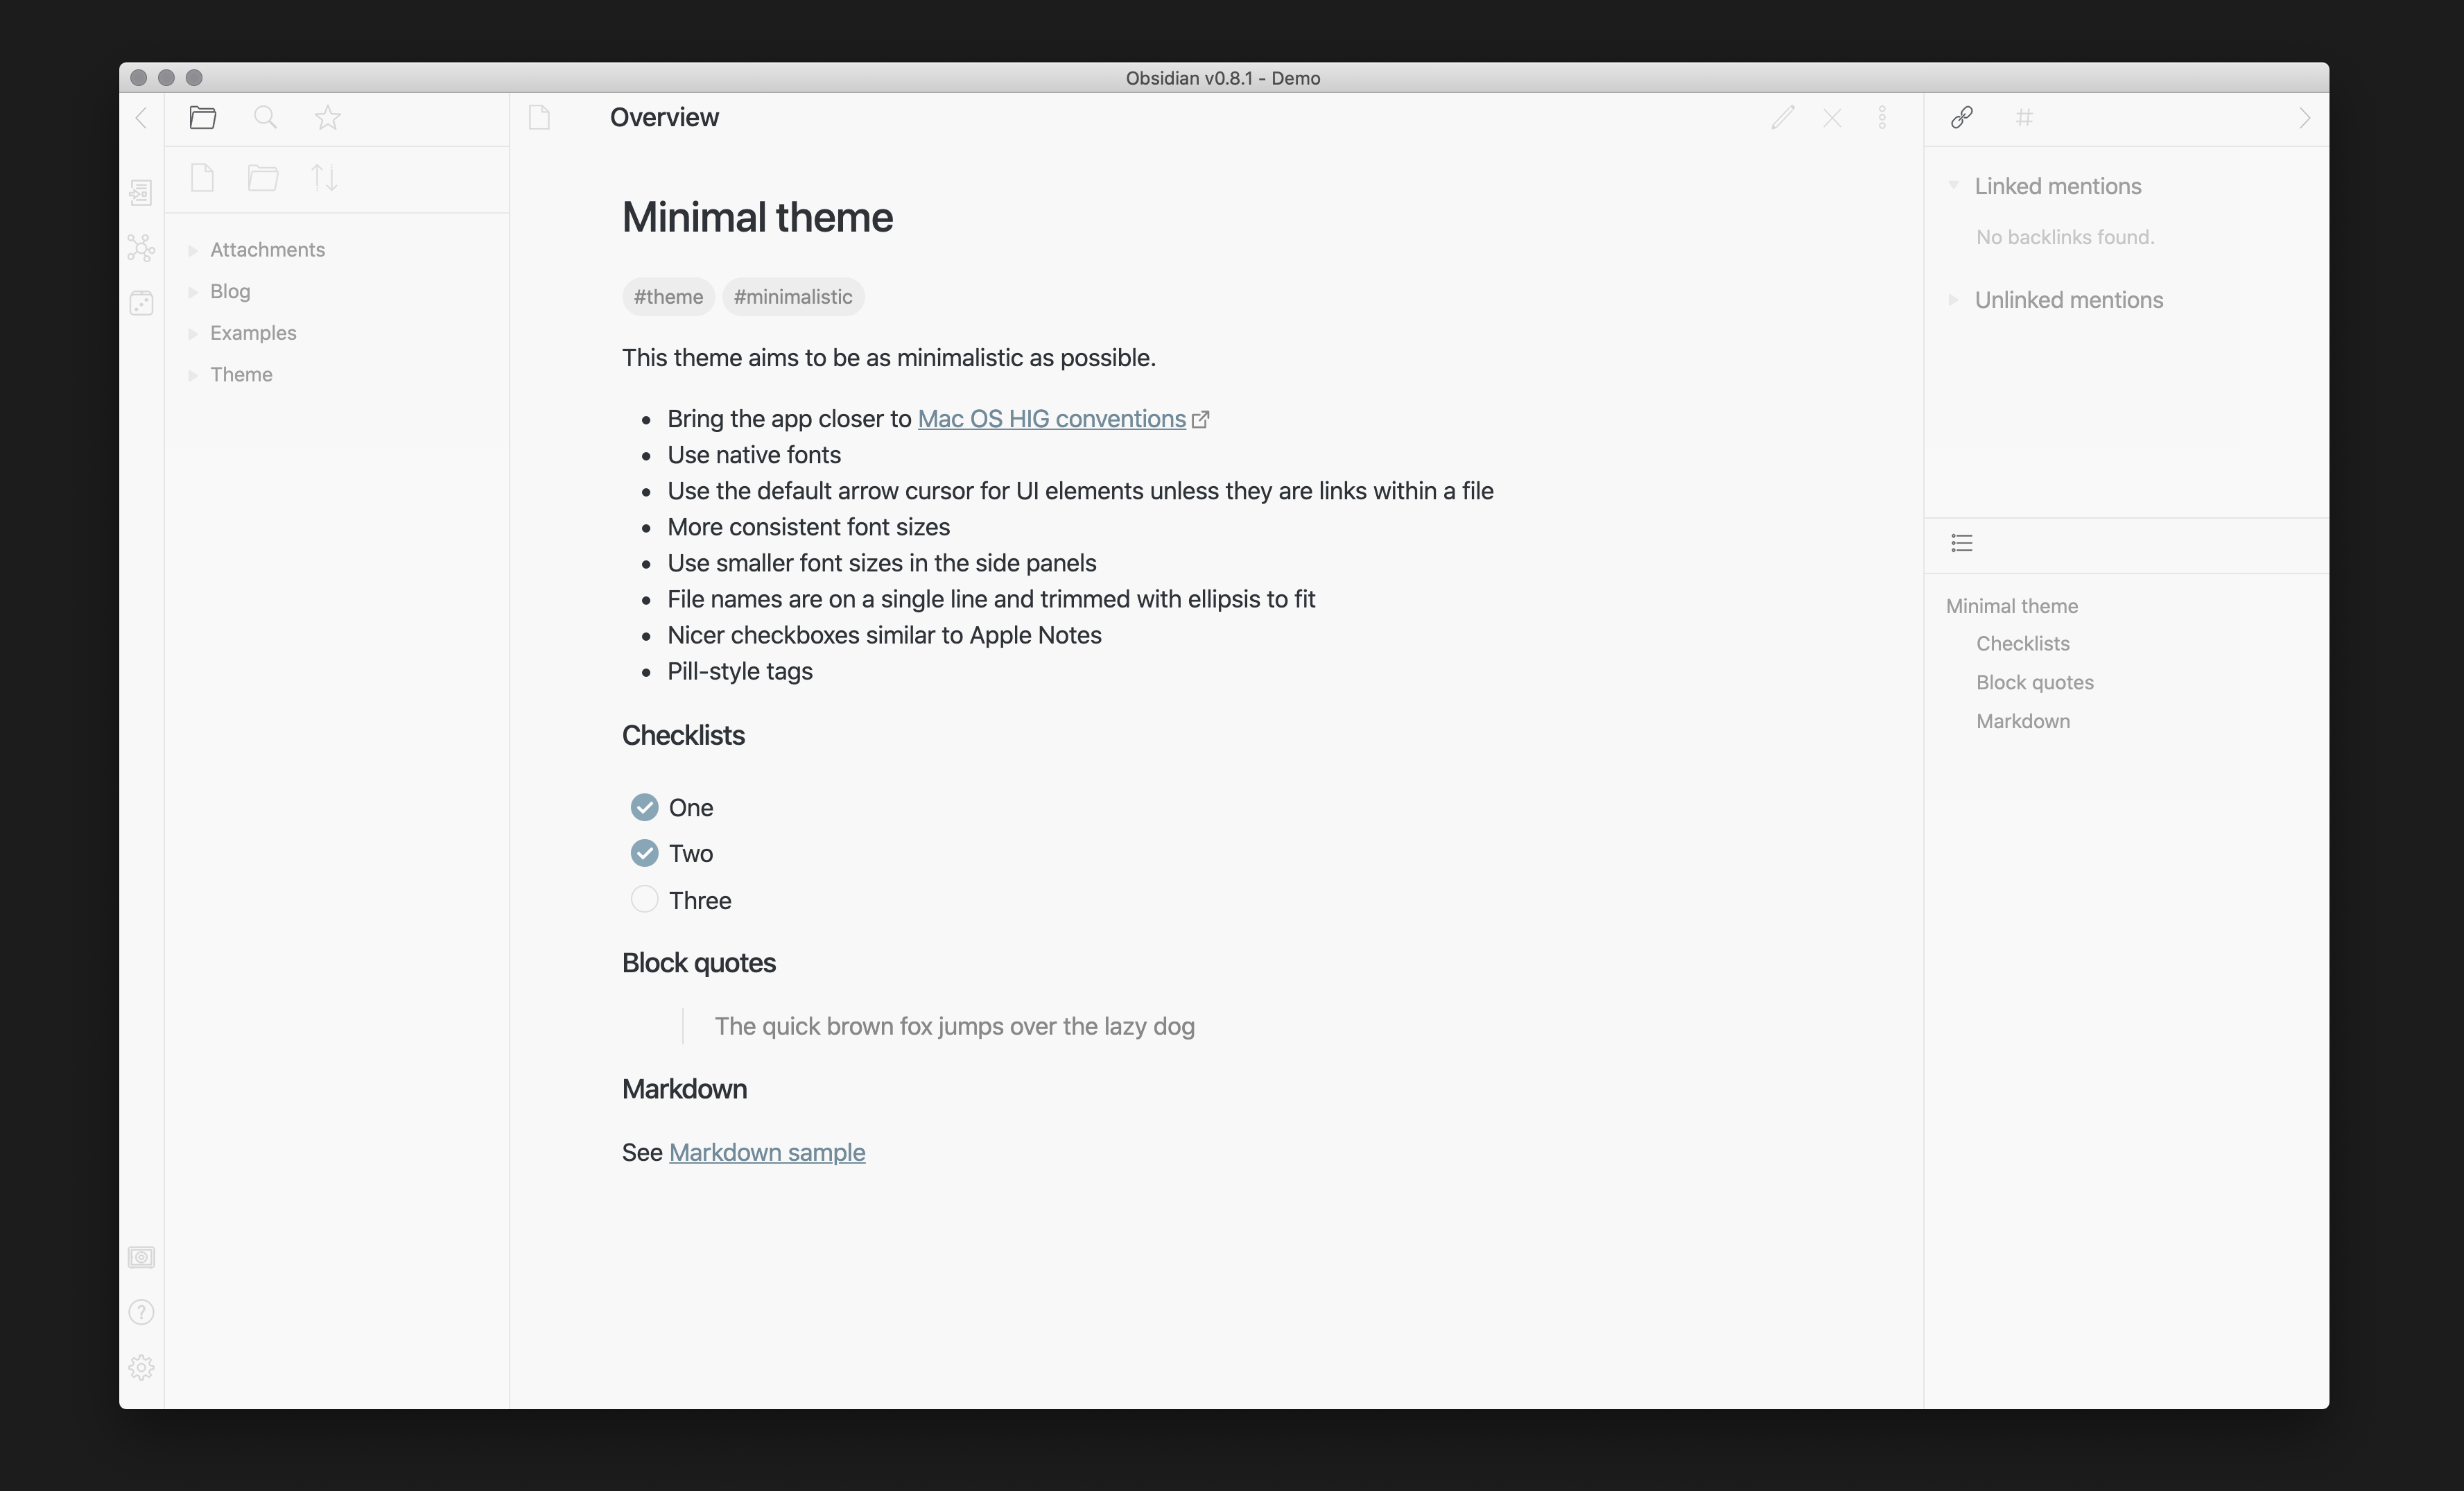 Obsidian v0.8.1 - Demo
Attachments
Blog
Examples
Theme
Overview
Minimal theme
#theme #minimalistic
This theme aims to be as minimalistic as possible.
Bring the app closer to Mac OS HIG conventions
Use native fonts
Use the default arrow cursor for UI elements unless they are links within a file
More consistent font sizes
Use smaller font sizes in the side panels
File names are on a single line and trimmed with ellipsis to fit
Nicer checkboxes similar to Apple Notes
Pill-style tags
Checklists
One
Two
Three
Block quotes
The quick brown fox jumps over the lazy dog
Markdown
See Markdown sample
Linked mentions
No backlinks found.
Unlinked mentions
Minimal theme
Checklists
Block quotes
Markdown